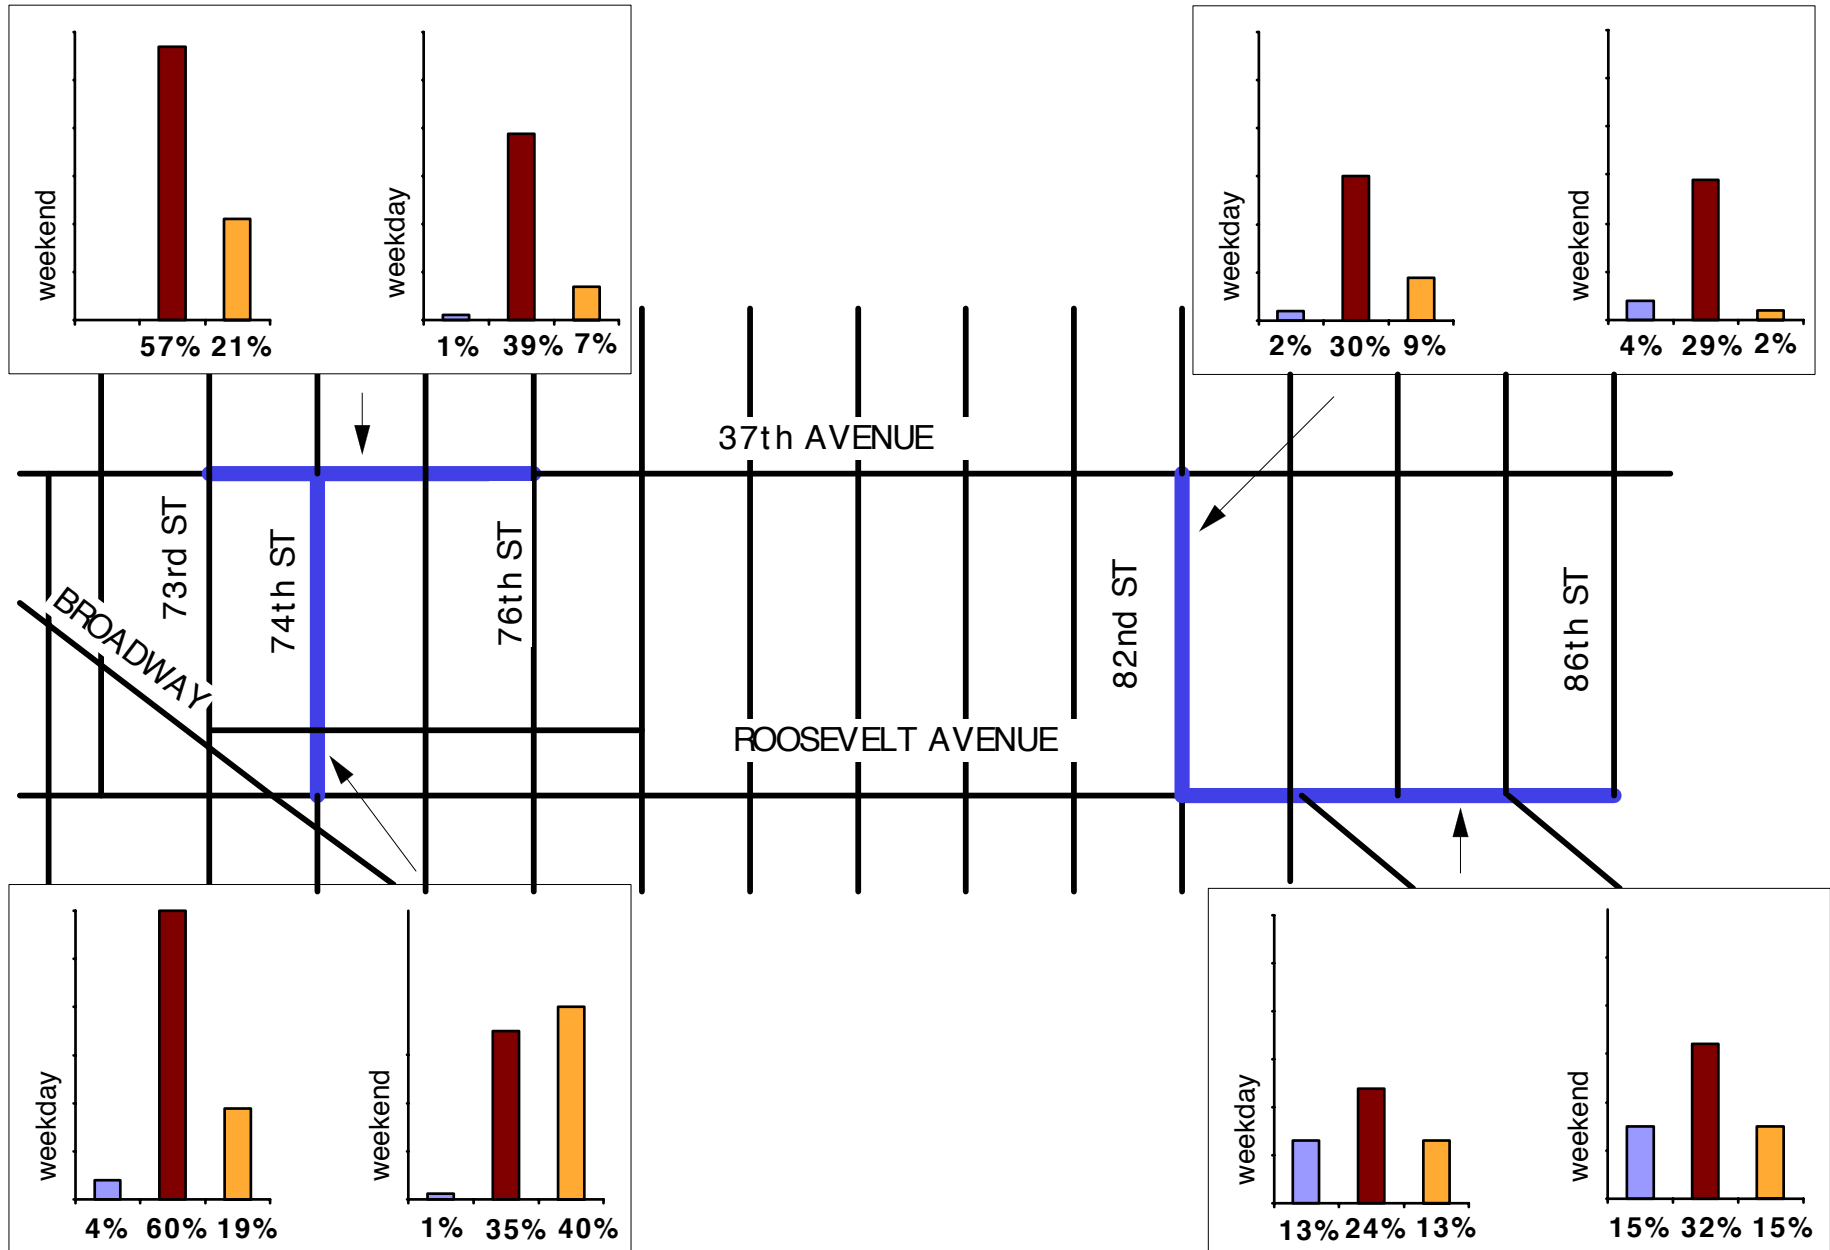 weekend
57% 21%
weekday
1% 39% 7%
weekday
2% 30% 9%
weekend
4% 29% 2%
37th AVENUE
73rd ST
74th ST
76th ST
82nd ST
86th ST
BROADWAY
ROOSEVELT AVENUE
weekday
4% 60% 19%
weekend
1% 35% 40%
weekday
13% 24% 13%
weekend
15% 32% 15%